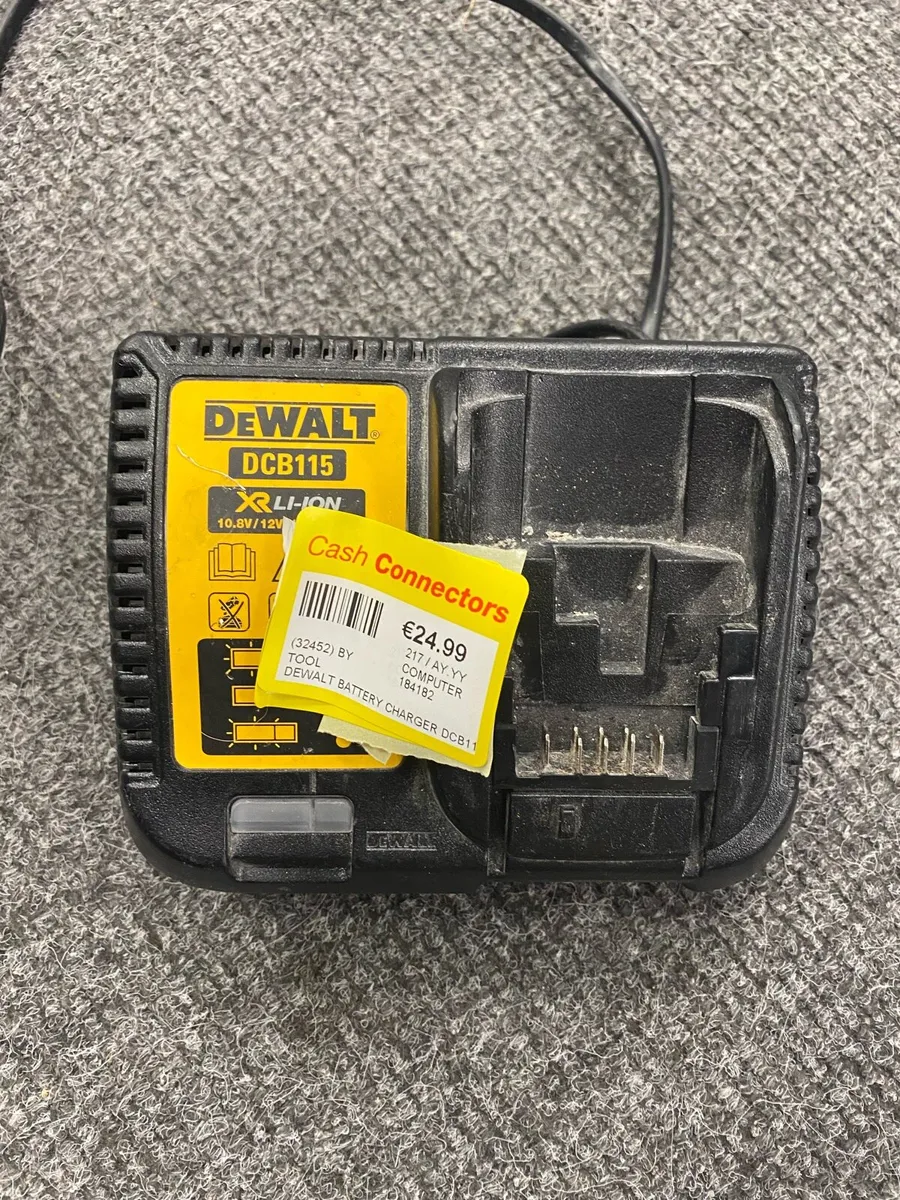 DEWALT®
DCB115
XR LI-ION
10.8V/12V
Cash Connectors
€24.99
(32452) BY
217 / AY.YY
TOOL
COMPUTER
184182
DEWALT BATTERY CHARGER DCB11
DEWALT